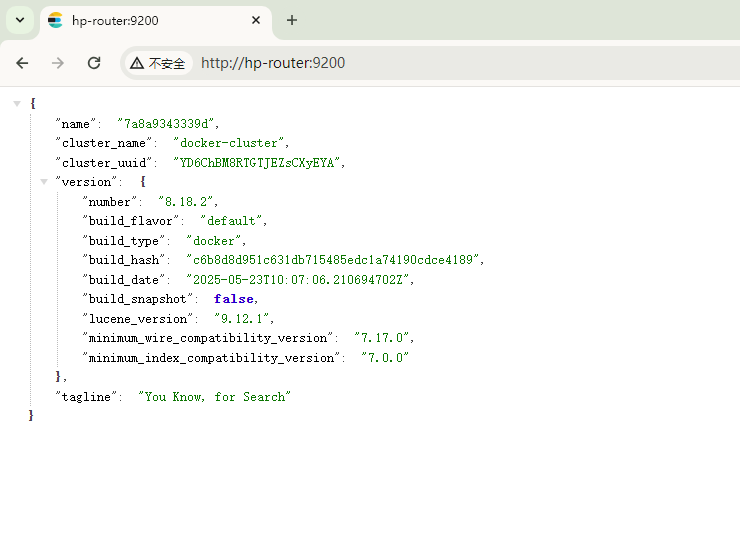 hp-router:9200
不安全 http://hp-router:9200
{
"name": "7a8a9343339d",
"cluster_name": "docker-cluster",
"cluster_uuid": "YD6ChBM8RTGTJEZsCXyEYA",
"version": {
"number": "8.18.2",
"build_flavor": "default",
"build_type": "docker",
"build_hash": "c6b8d8d951c631db715485edc1a74190cdce4189",
"build_date": "2025-05-23T10:07:06.210694702Z",
"build_snapshot": false,
"lucene_version": "9.12.1",
"minimum_wire_compatibility_version": "7.17.0",
"minimum_index_compatibility_version": "7.0.0"
},
"tagline": "You Know, for Search"
}